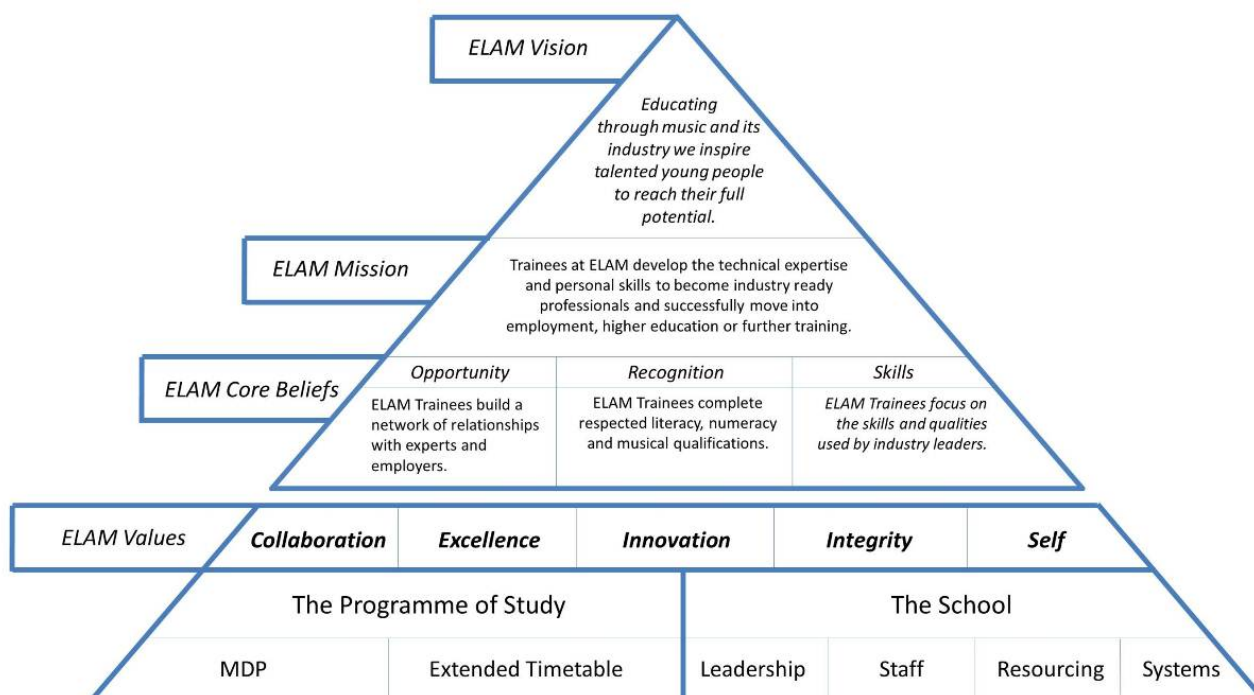 ELAM Vision
Educating
through music and its
industry we inspire
talented young people
to reach their full
potential.
ELAM Mission
Trainees at ELAM develop the technical expertise
and personal skills to become industry ready
professionals and successfully move into
employment, higher education or further training.
ELAM Core Beliefs
Opportunity
ELAM Trainees build a
network of relationships
with experts and
employers.
Recognition
ELAM Trainees complete
respected literacy, numeracy
and musical qualifications.
Skills
ELAM Trainees focus on
the skills and qualities
used by industry leaders.
ELAM Values
Collaboration
Excellence
Innovation
Integrity
Self
The Programme of Study
MDP
Extended Timetable
The School
Leadership
Staff
Resourcing
Systems